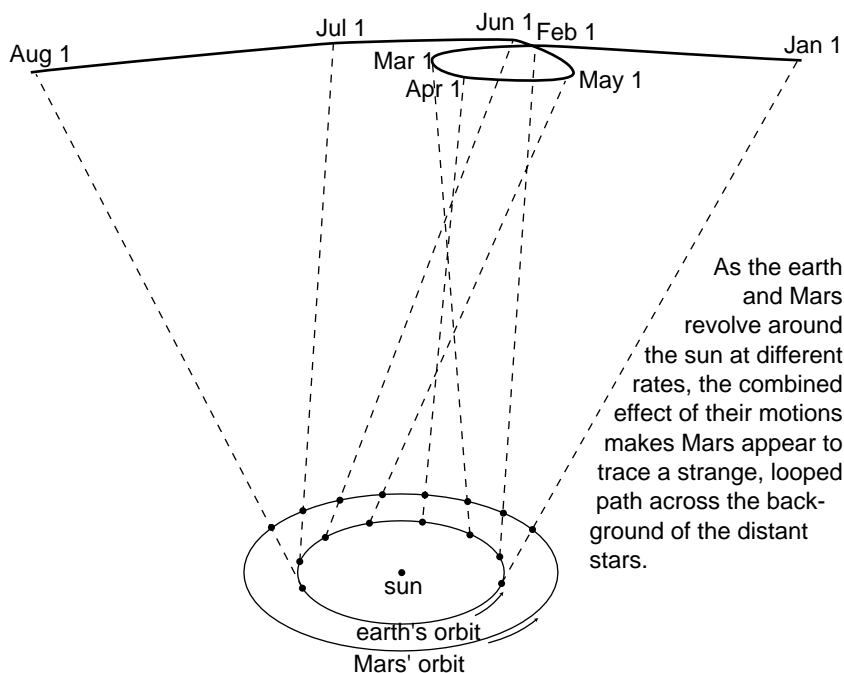 Aug 1
Jul 1
Jun 1
Feb 1
Jan 1
Mar 1
Apr 1
May 1
As the earth
and Mars
revolve around
the sun at different
rates, the combined
effect of their motions
makes Mars appear to
trace a strange, looped
path across the back-
ground of the distant
stars.
sun
earth's orbit
Mars' orbit